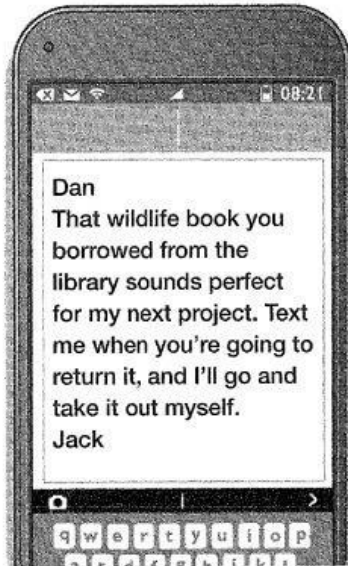 08:21
Dan
That wildlife book you
borrowed from the
library sounds perfect
for my next project. Text
me when you're going to
return it, and I'll go and
take it out myself.
Jack
q w e r t y u i o p